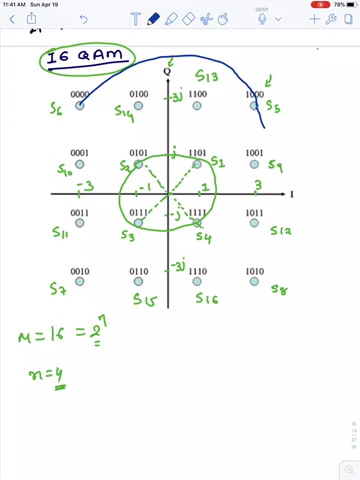 11:41 AM Sun Apr 19
78%
16 QAM
Q
S13
3j
0000 0100 1100 1000
S6 S14 S5
0001 0101 j 1101 1001
S10 S2 S1 S9
-3 -1 1 3 I
0011 0111 -j 1111 1011
S11 S3 S4 S12
-3j
0010 0110 1110 1010
S7 S15 S16 S8
M = 16 = 2^n
n = 4